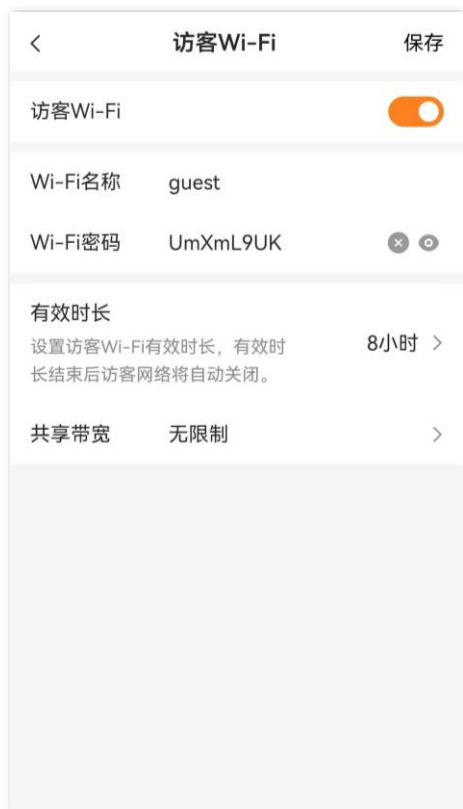 访客Wi-Fi 保存
访客Wi-Fi
Wi-Fi名称 guest
Wi-Fi密码 UmXmL9UK
有效时长
设置访客Wi-Fi有效时长，有效时 8小时
长结束后访客网络将自动关闭。
共享带宽 无限制